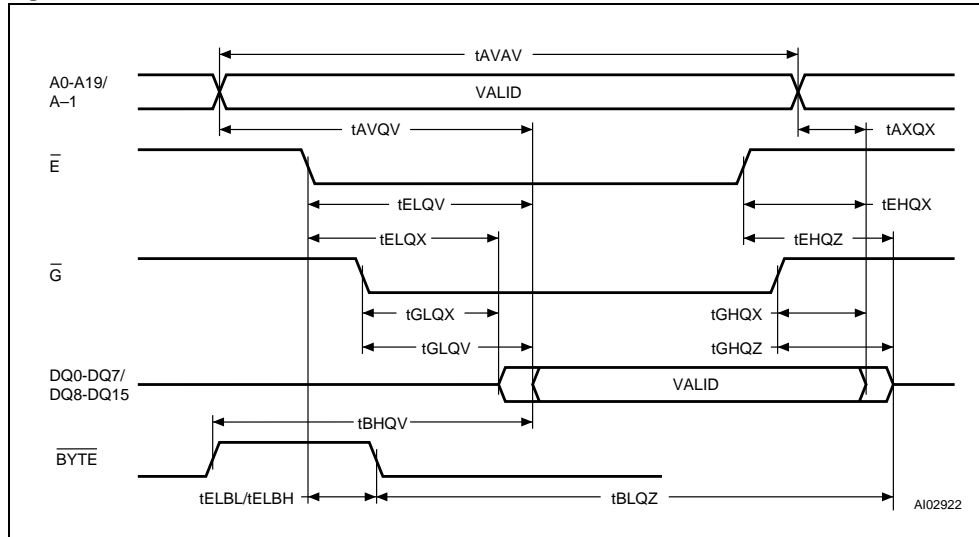 tAVAV
A0-A19/
A–1
VALID
tAVQV
tAXQX
E
tELQV
tEHQX
tELQX
tEHQZ
G
tGLQX
tGHQX
tGLQV
tGHQZ
DQ0-DQ7/
DQ8-DQ15
VALID
tBHQV
BYTE
tELBL/tELBH
tBLQZ
AI02922